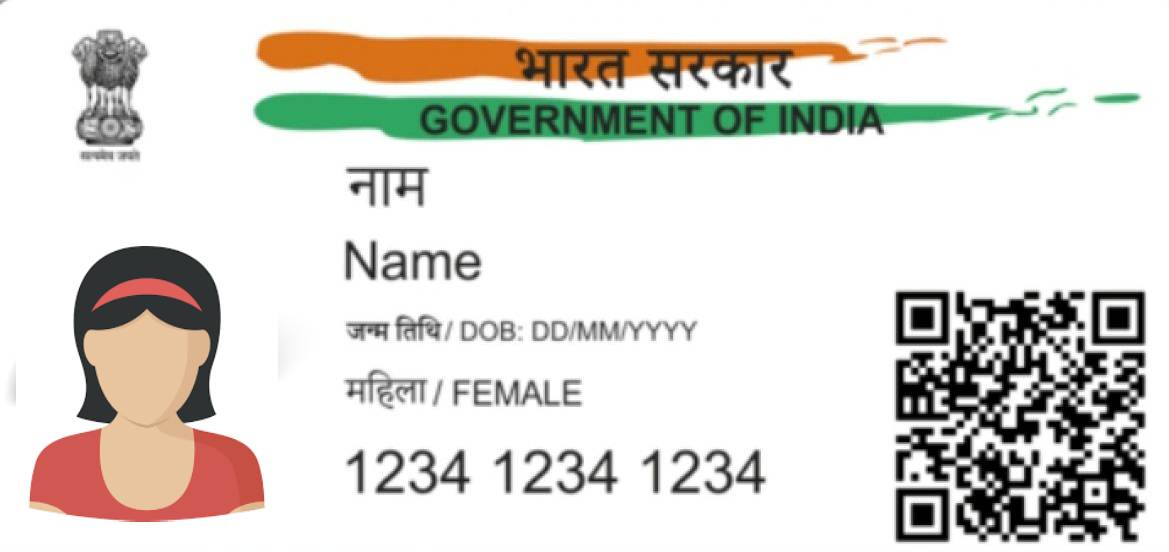 सत्यमेव जयते
भारत सरकार
GOVERNMENT OF INDIA
नाम
Name
जन्म तिथि / DOB: DD/MM/YYYY
महिला / FEMALE
1234 1234 1234